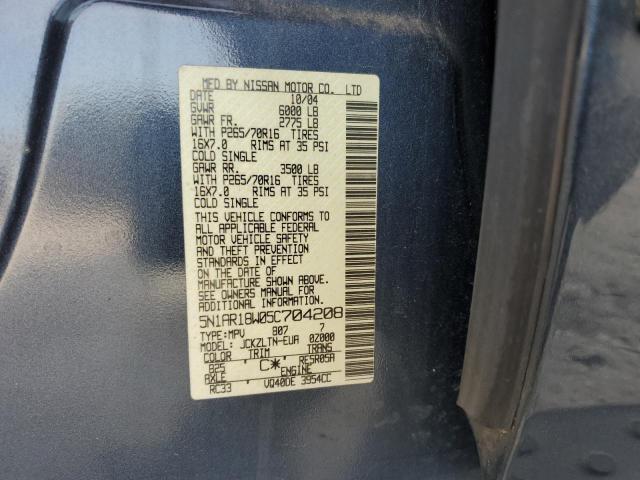 MFD BY NISSAN MOTOR CO., LTD
DATE 10/04
GVWR 6000 LB
GAWR FR. 2775 LB
WITH P265/70R16 TIRES
16X7.0 RIMS AT 35 PSI
COLD SINGLE
GAWR RR. 3500 LB
WITH P265/70R16 TIRES
16X7.0 RIMS AT 35 PSI
COLD SINGLE
THIS VEHICLE CONFORMS TO
ALL APPLICABLE FEDERAL
MOTOR VEHICLE SAFETY
AND THEFT PREVENTION
STANDARDS IN EFFECT
ON THE DATE OF
MANUFACTURE SHOWN ABOVE.
SEE OWNERS MANUAL FOR
ADDITIONAL INFORMATION.
5N1AR18W05C704208
TYPE:MPV 807 7
MODEL: JCKZLTN-EUA 0Z000
COLOR TRIM TRANS
B25 C* RE5R05A
AXLE ENGINE
RC33 VQ40DE 3954CC